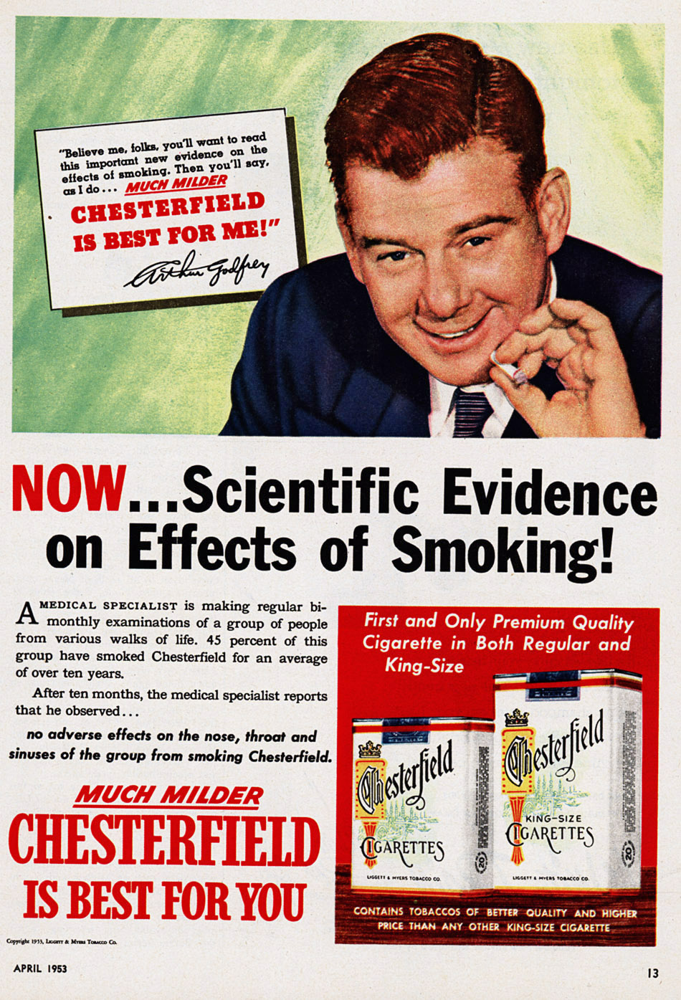 "Believe me, folks, you'll want to read
this important new evidence on the
effects of smoking. Then you'll say,
as I do... MUCH MILDER
CHESTERFIELD
IS BEST FOR ME!"
Arthur Godfrey
NOW...Scientific Evidence
on Effects of Smoking!
A MEDICAL SPECIALIST is making regular bi-
monthly examinations of a group of people
from various walks of life. 45 percent of this
group have smoked Chesterfield for an average
of over ten years.
After ten months, the medical specialist reports
that he observed...
no adverse effects on the nose, throat and
sinuses of the group from smoking Chesterfield.
MUCH MILDER
CHESTERFIELD
IS BEST FOR YOU
Copyright 1953, LIGGETT & MYERS TOBACCO CO.
First and Only Premium Quality
Cigarette in Both Regular and
King-Size
Chesterfield
CIGARETTES
LIGGETT & MYERS TOBACCO CO.
20
Chesterfield
KING-SIZE
CIGARETTES
LIGGETT & MYERS TOBACCO CO.
20
CONTAINS TOBACCOS OF BETTER QUALITY AND HIGHER
PRICE THAN ANY OTHER KING-SIZE CIGARETTE
APRIL 1953
13